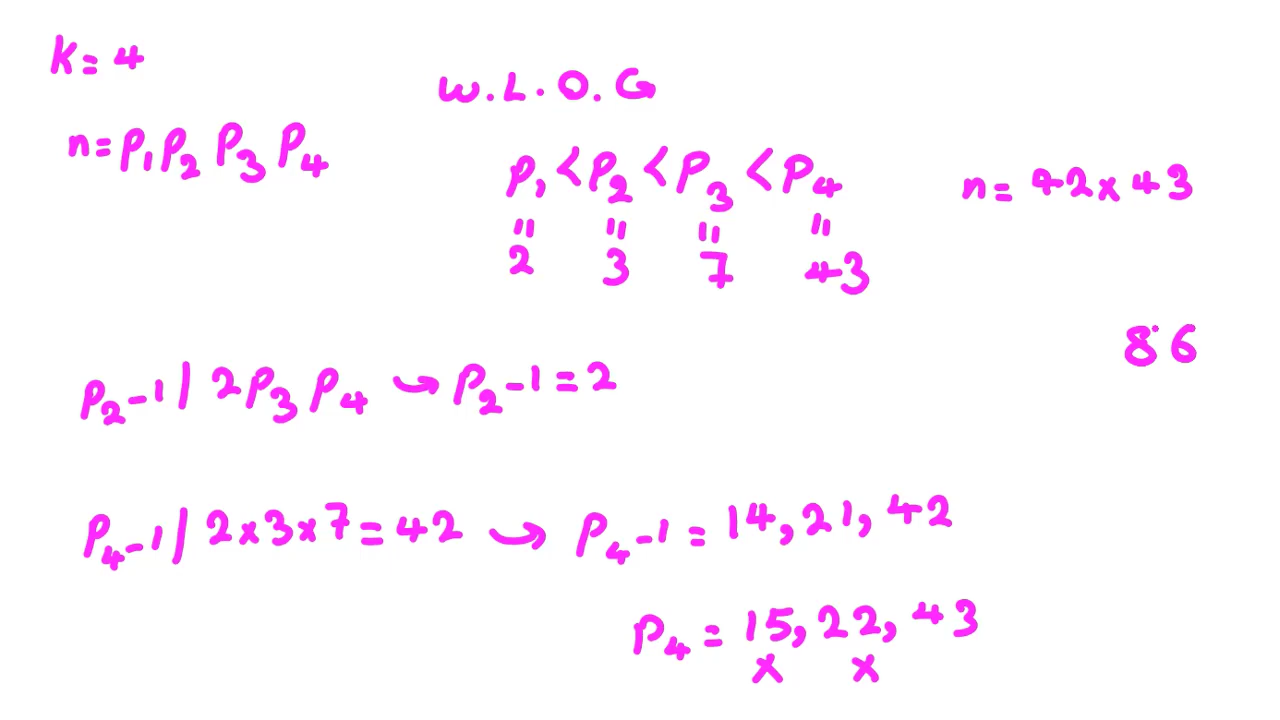 K = 4
W.L.O.G
n = p₁ p₂ p₃ p₄
p₁ < p₂ < p₃ < p₄
n = 42 x 43
= = = =
2 3 7 43
86
p₂ - 1 | 2 p₃ p₄ → p₂ - 1 = 2
p₄ - 1 | 2 x 3 x 7 = 42 → p₄ - 1 = 14, 21, 42
p₄ = 15, 22, 43
x x